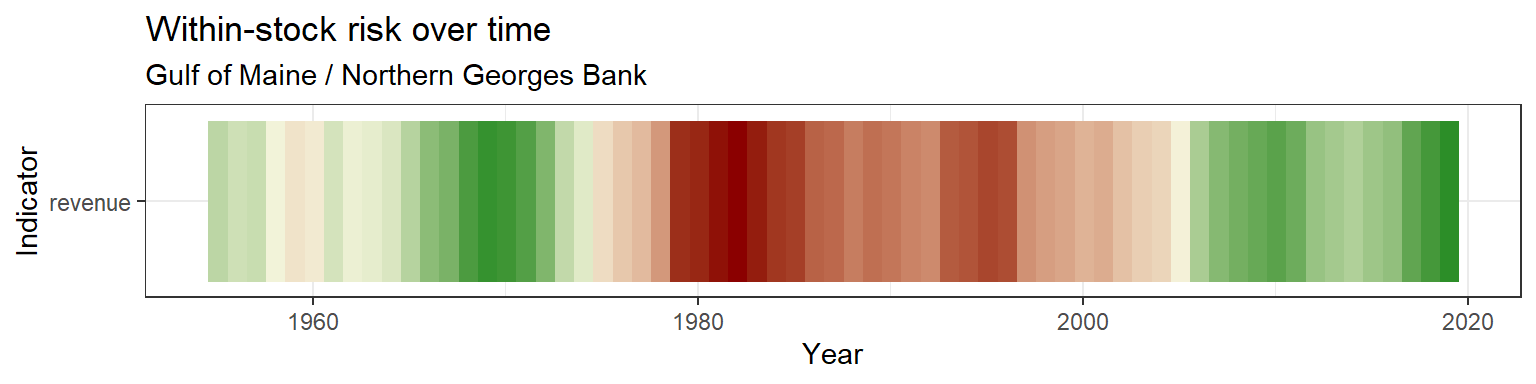 Within-stock risk over time
Gulf of Maine / Northern Georges Bank
Indicator
revenue
1960 1980 2000 2020
Year